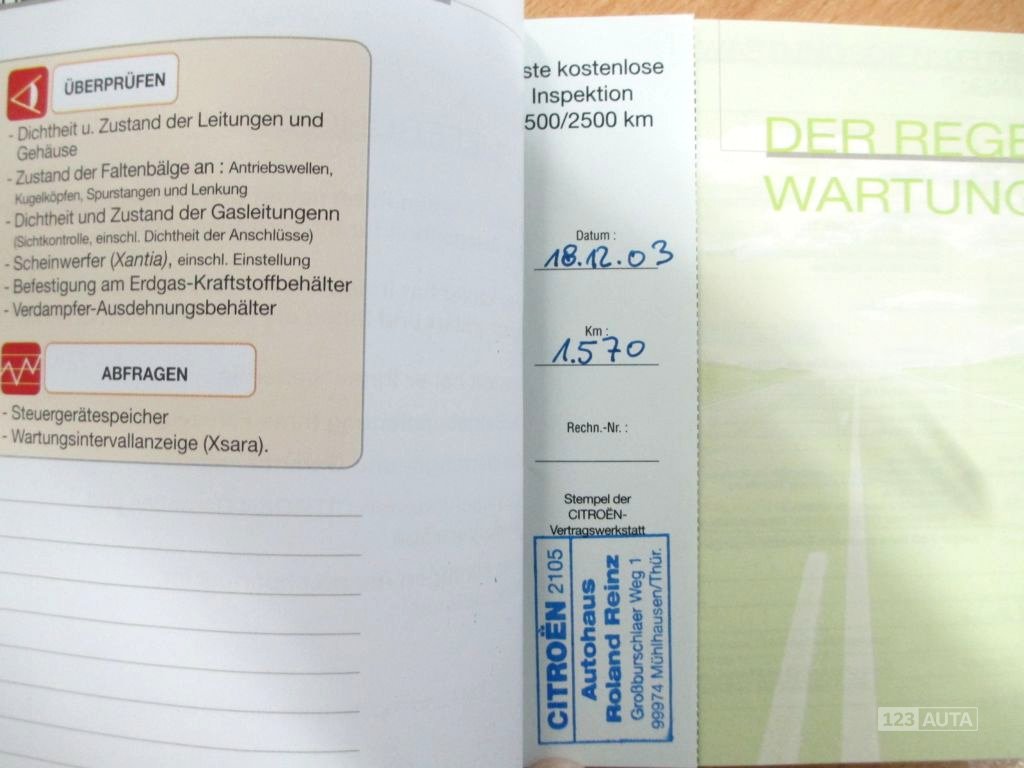 ÜBERPRÜFEN
- Dichtheit u. Zustand der Leitungen und
Gehäuse
- Zustand der Faltenbälge an : Antriebswellen,
Kugelköpfen, Spurstangen und Lenkung
- Dichtheit und Zustand der Gasleitungenn
(Sichtkontrolle, einschl. Dichtheit der Anschlüsse)
- Scheinwerfer (Xantia), einschl. Einstellung
- Befestigung am Erdgas-Kraftstoffbehälter
- Verdampfer-Ausdehnungsbehälter
ABFRAGEN
- Steuergerätespeicher
- Wartungsintervallanzeige (Xsara).
ste kostenlose
Inspektion
500/2500 km
Datum :
18.12.03
Km :
1.570
Rechn.-Nr. :
Stempel der
CITROËN-
Vertragswerkstatt
CITROËN 2105
Autohaus
Roland Reinz
Großburschlaer Weg 1
99974 Mühlhausen/Thür.
DER REGE
WARTUNG
123 AUTA